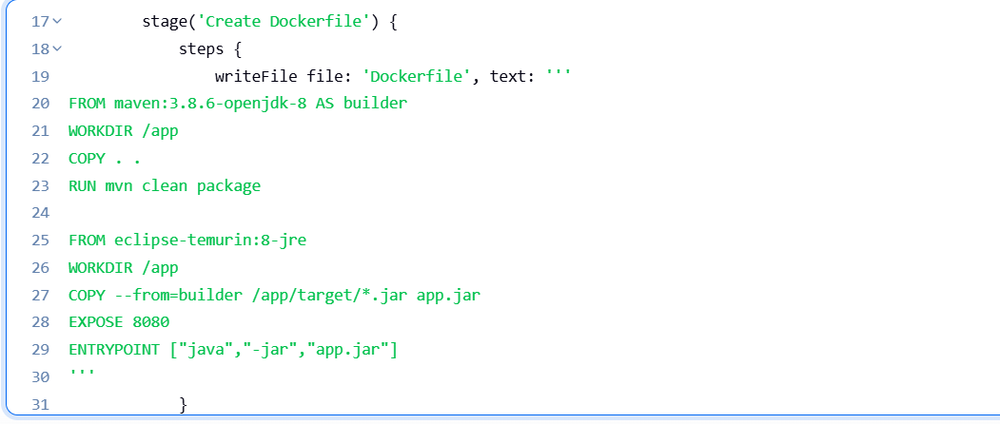 17 stage('Create Dockerfile') {
18 steps {
19 writeFile file: 'Dockerfile', text: '''
20 FROM maven:3.8.6-openjdk-8 AS builder
21 WORKDIR /app
22 COPY . .
23 RUN mvn clean package
24
25 FROM eclipse-temurin:8-jre
26 WORKDIR /app
27 COPY --from=builder /app/target/*.jar app.jar
28 EXPOSE 8080
29 ENTRYPOINT ["java","-jar","app.jar"]
30 '''
31 }